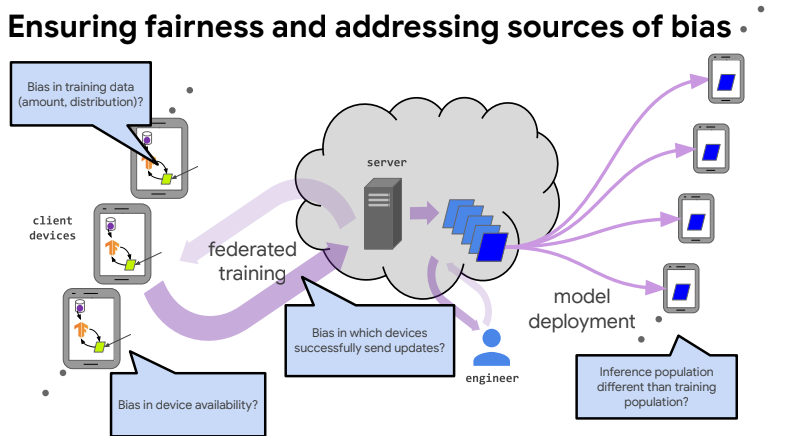 Ensuring fairness and addressing sources of bias
Bias in training data
(amount, distribution)?
server
client
devices
federated
training
model
deployment
Bias in which devices
successfully send updates?
engineer
Inference population
different than training
population?
Bias in device availability?